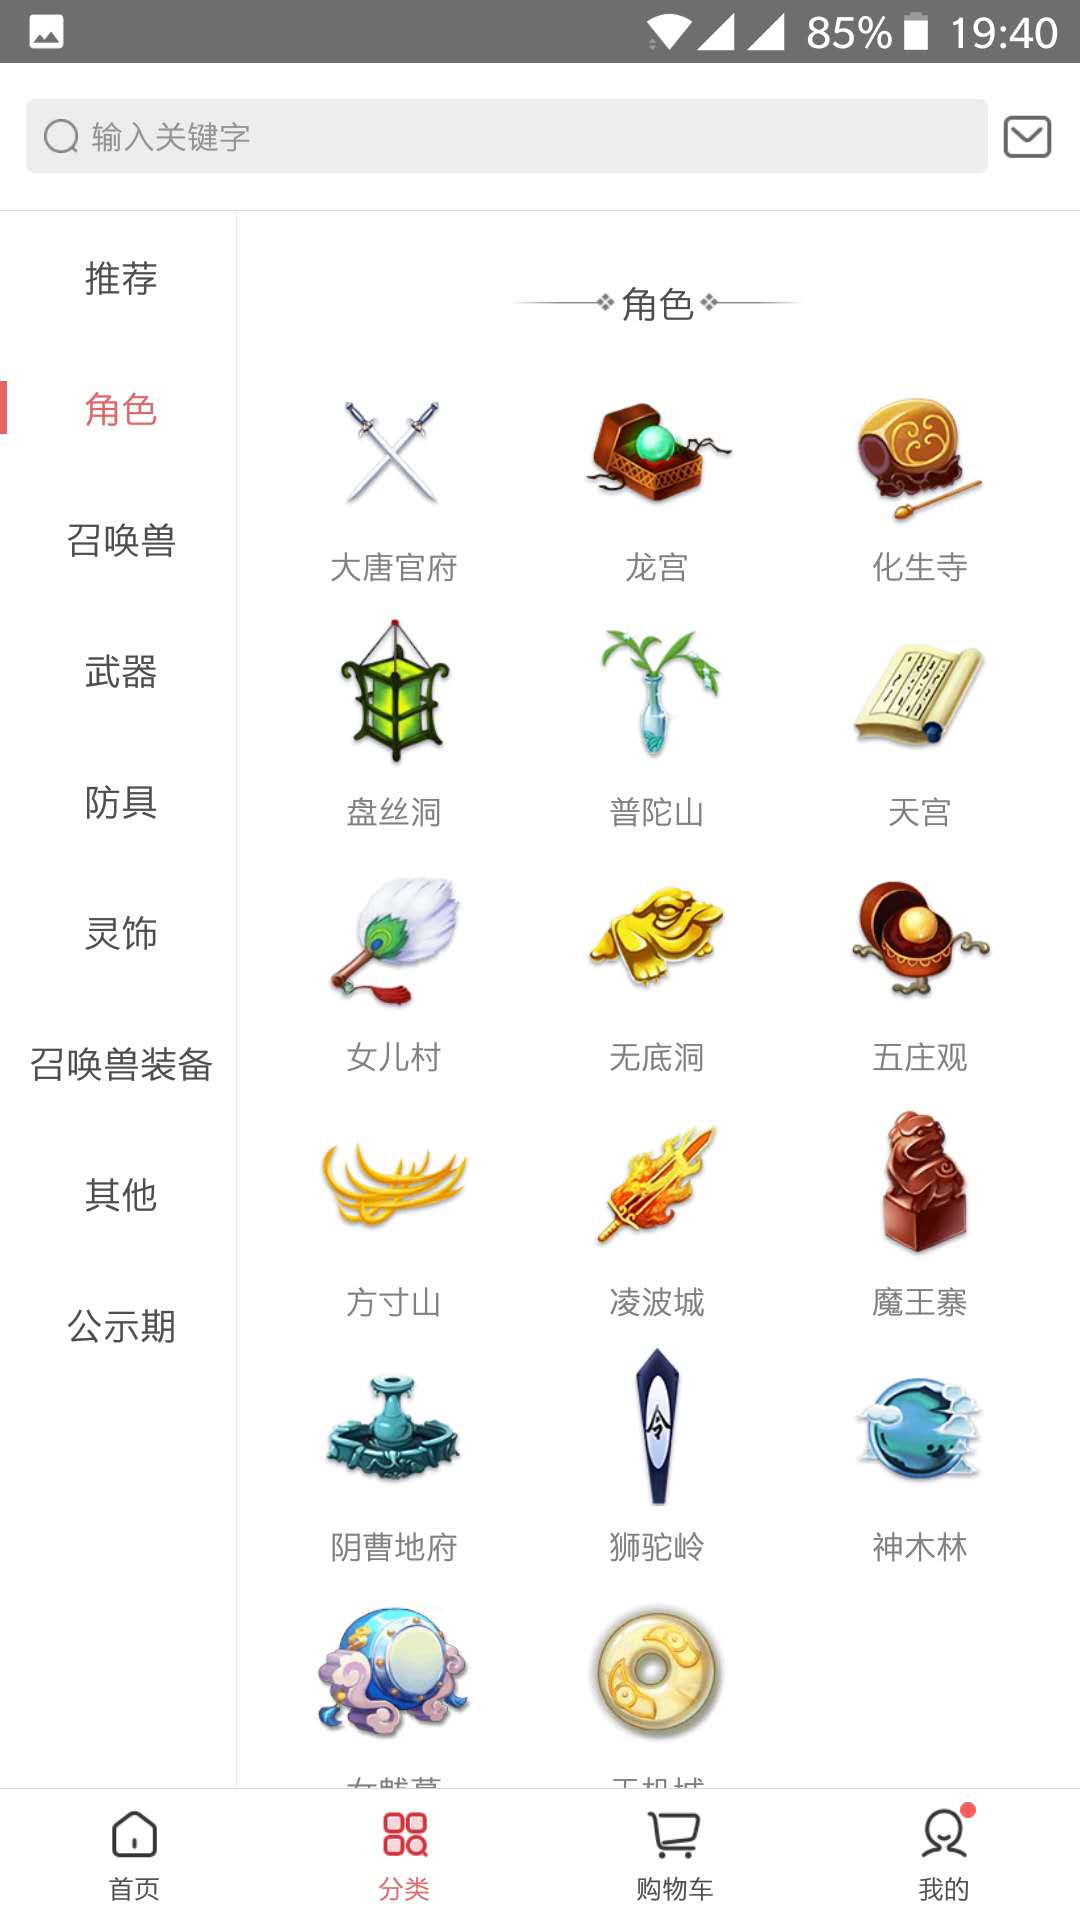 85% 19:40
输入关键字
推荐
角色
召唤兽
武器
防具
灵饰
召唤兽装备
其他
公示期
角色
大唐官府 龙宫 化生寺
盘丝洞 普陀山 天宫
女儿村 无底洞 五庄观
方寸山 凌波城 魔王寨
令
阴曹地府 狮驼岭 神木林
首页 分类 购物车 我的